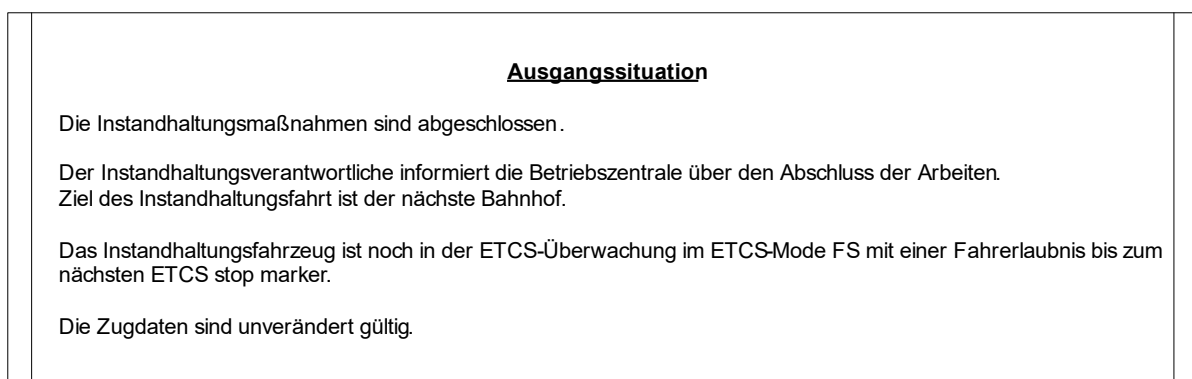 Ausgangssituation
Die Instandhaltungsmaßnahmen sind abgeschlossen.
Der Instandhaltungsverantwortliche informiert die Betriebszentrale über den Abschluss der Arbeiten.
Ziel des Instandhaltungsfahrt ist der nächste Bahnhof.
Das Instandhaltungsfahrzeug ist noch in der ETCS-Überwachung im ETCS-Mode FS mit einer Fahrerlaubnis bis zum
nächsten ETCS stop marker.
Die Zugdaten sind unverändert gültig.